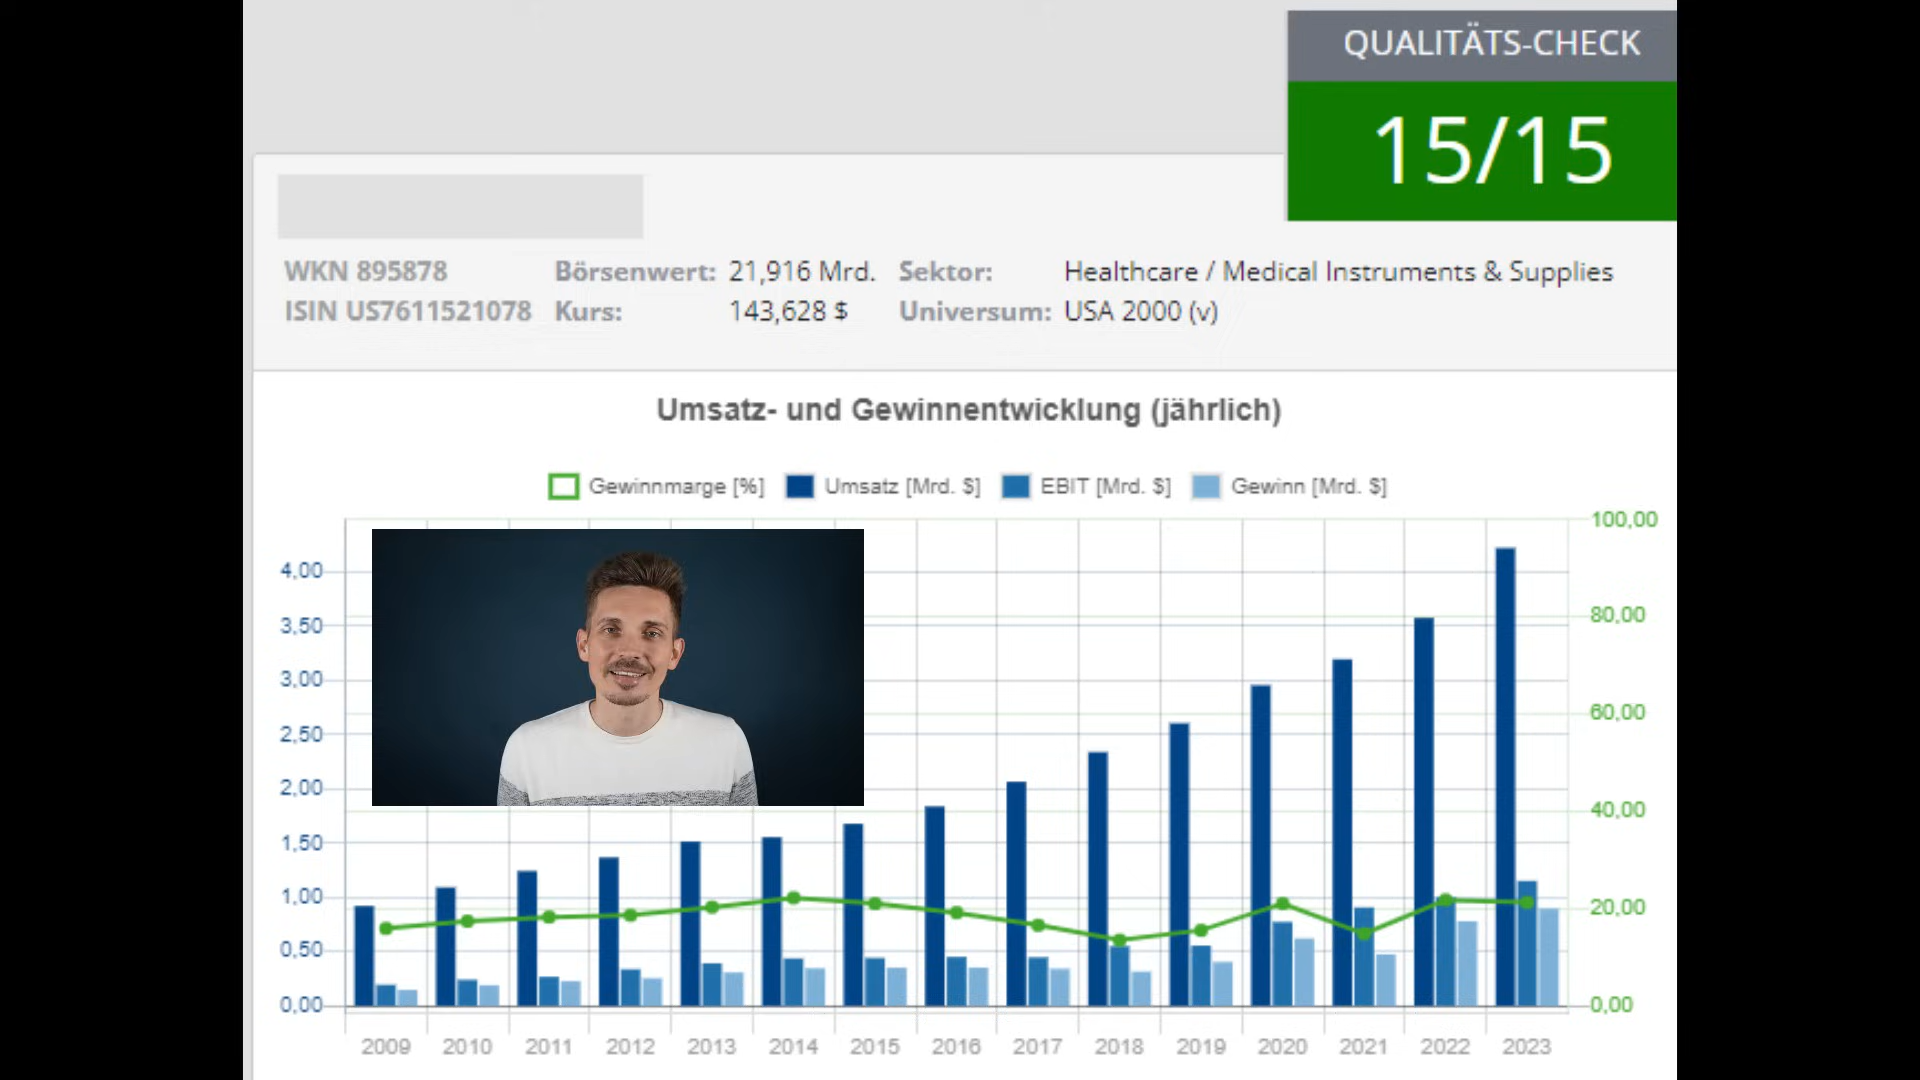 QUALITÄTS-CHECK
15/15
WKN 895878 Börsenwert: 21,916 Mrd. Sektor: Healthcare / Medical Instruments & Supplies
ISIN US7611521078 Kurs: 143,628 $ Universum: USA 2000 (v)
Umsatz- und Gewinnentwicklung (jährlich)
Gewinnmarge [%] Umsatz [Mrd. $] EBIT [Mrd. $] Gewinn [Mrd. $]
100,00
4,00
80,00
3,50
3,00
60,00
2,50
2,00
40,00
1,50
1,00
20,00
0,50
0,00 0,00
2009 2010 2011 2012 2013 2014 2015 2016 2017 2018 2019 2020 2021 2022 2023